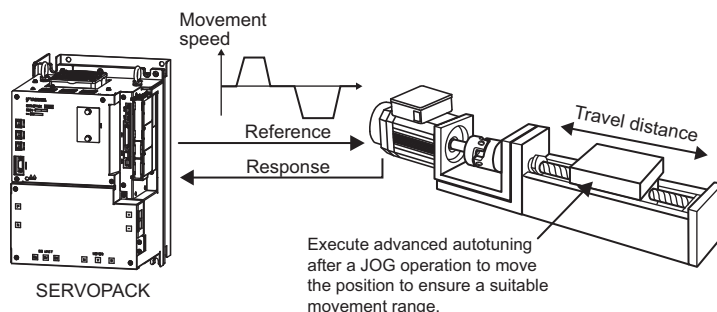 Movement
speed
Reference
Response
Travel distance
Execute advanced autotuning
after a JOG operation to move
the position to ensure a suitable
movement range.
SERVOPACK